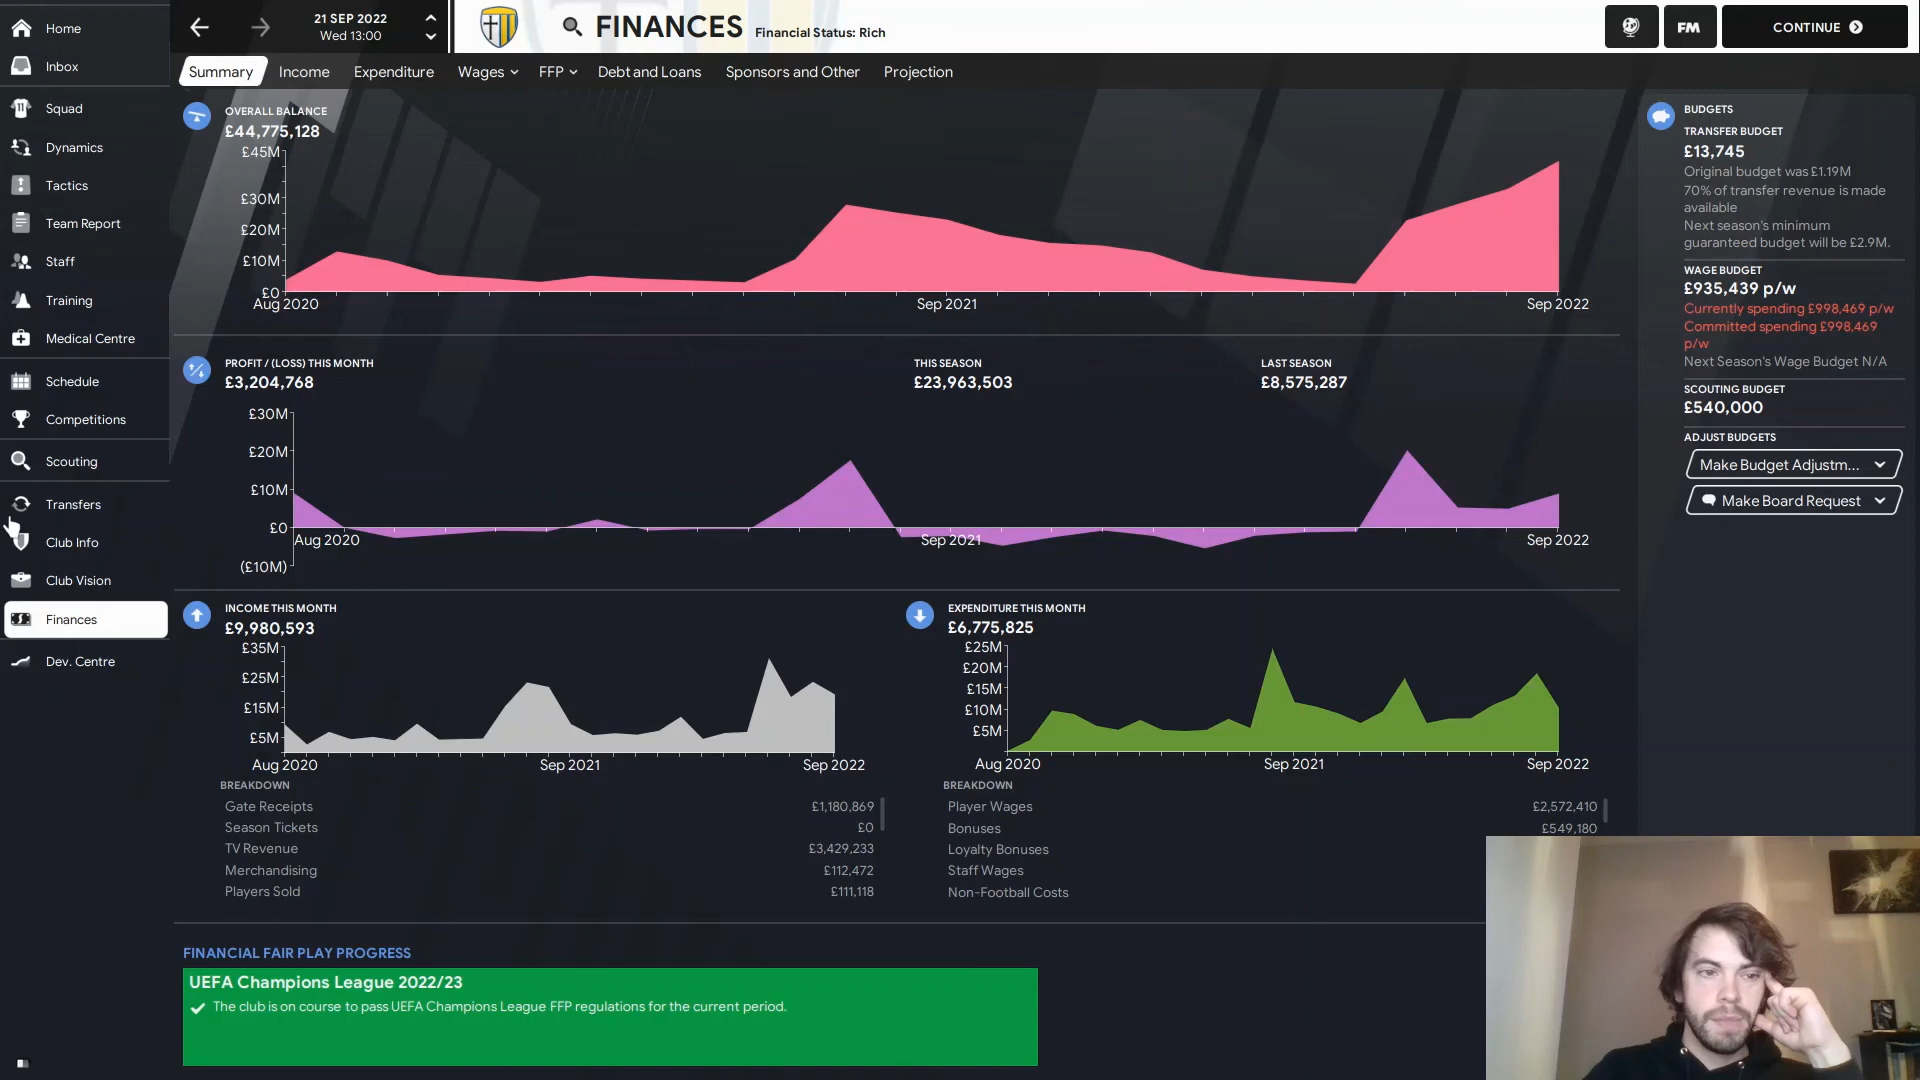 Home
Inbox
Squad
Dynamics
Tactics
Team Report
Staff
Training
Medical Centre
Schedule
Competitions
Scouting
Transfers
Club Info
Club Vision
Finances
Dev. Centre
21 SEP 2022
Wed 13:00
FINANCES Financial Status: Rich
FM
CONTINUE
Summary Income Expenditure Wages FFP Debt and Loans Sponsors and Other Projection
OVERALL BALANCE
£44,775,128
£45M
£30M
£20M
£10M
£0
Aug 2020 Sep 2021 Sep 2022
PROFIT / (LOSS) THIS MONTH
£3,204,768
THIS SEASON
£23,963,503
LAST SEASON
£8,575,287
£30M
£20M
£10M
£0
(£10M)
Aug 2020 Sep 2021 Sep 2022
INCOME THIS MONTH
£9,980,593
£35M
£25M
£15M
£5M
Aug 2020 Sep 2021 Sep 2022
BREAKDOWN
Gate Receipts £1,180,869
Season Tickets £0
TV Revenue £3,429,233
Merchandising £112,472
Players Sold £111,118
EXPENDITURE THIS MONTH
£6,775,825
£25M
£20M
£15M
£10M
£5M
Aug 2020 Sep 2021 Sep 2022
BREAKDOWN
Player Wages £2,572,410
Bonuses £549,180
Loyalty Bonuses
Staff Wages
Non-Football Costs
FINANCIAL FAIR PLAY PROGRESS
UEFA Champions League 2022/23
The club is on course to pass UEFA Champions League FFP regulations for the current period.
BUDGETS
TRANSFER BUDGET
£13,745
Original budget was £1.19M
70% of transfer revenue is made
available
Next season's minimum
guaranteed budget will be £2.9M.
WAGE BUDGET
£935,439 p/w
Currently spending £998,469 p/w
Committed spending £998,469
p/w
Next Season's Wage Budget N/A
SCOUTING BUDGET
£540,000
ADJUST BUDGETS
Make Budget Adjustm...
Make Board Request